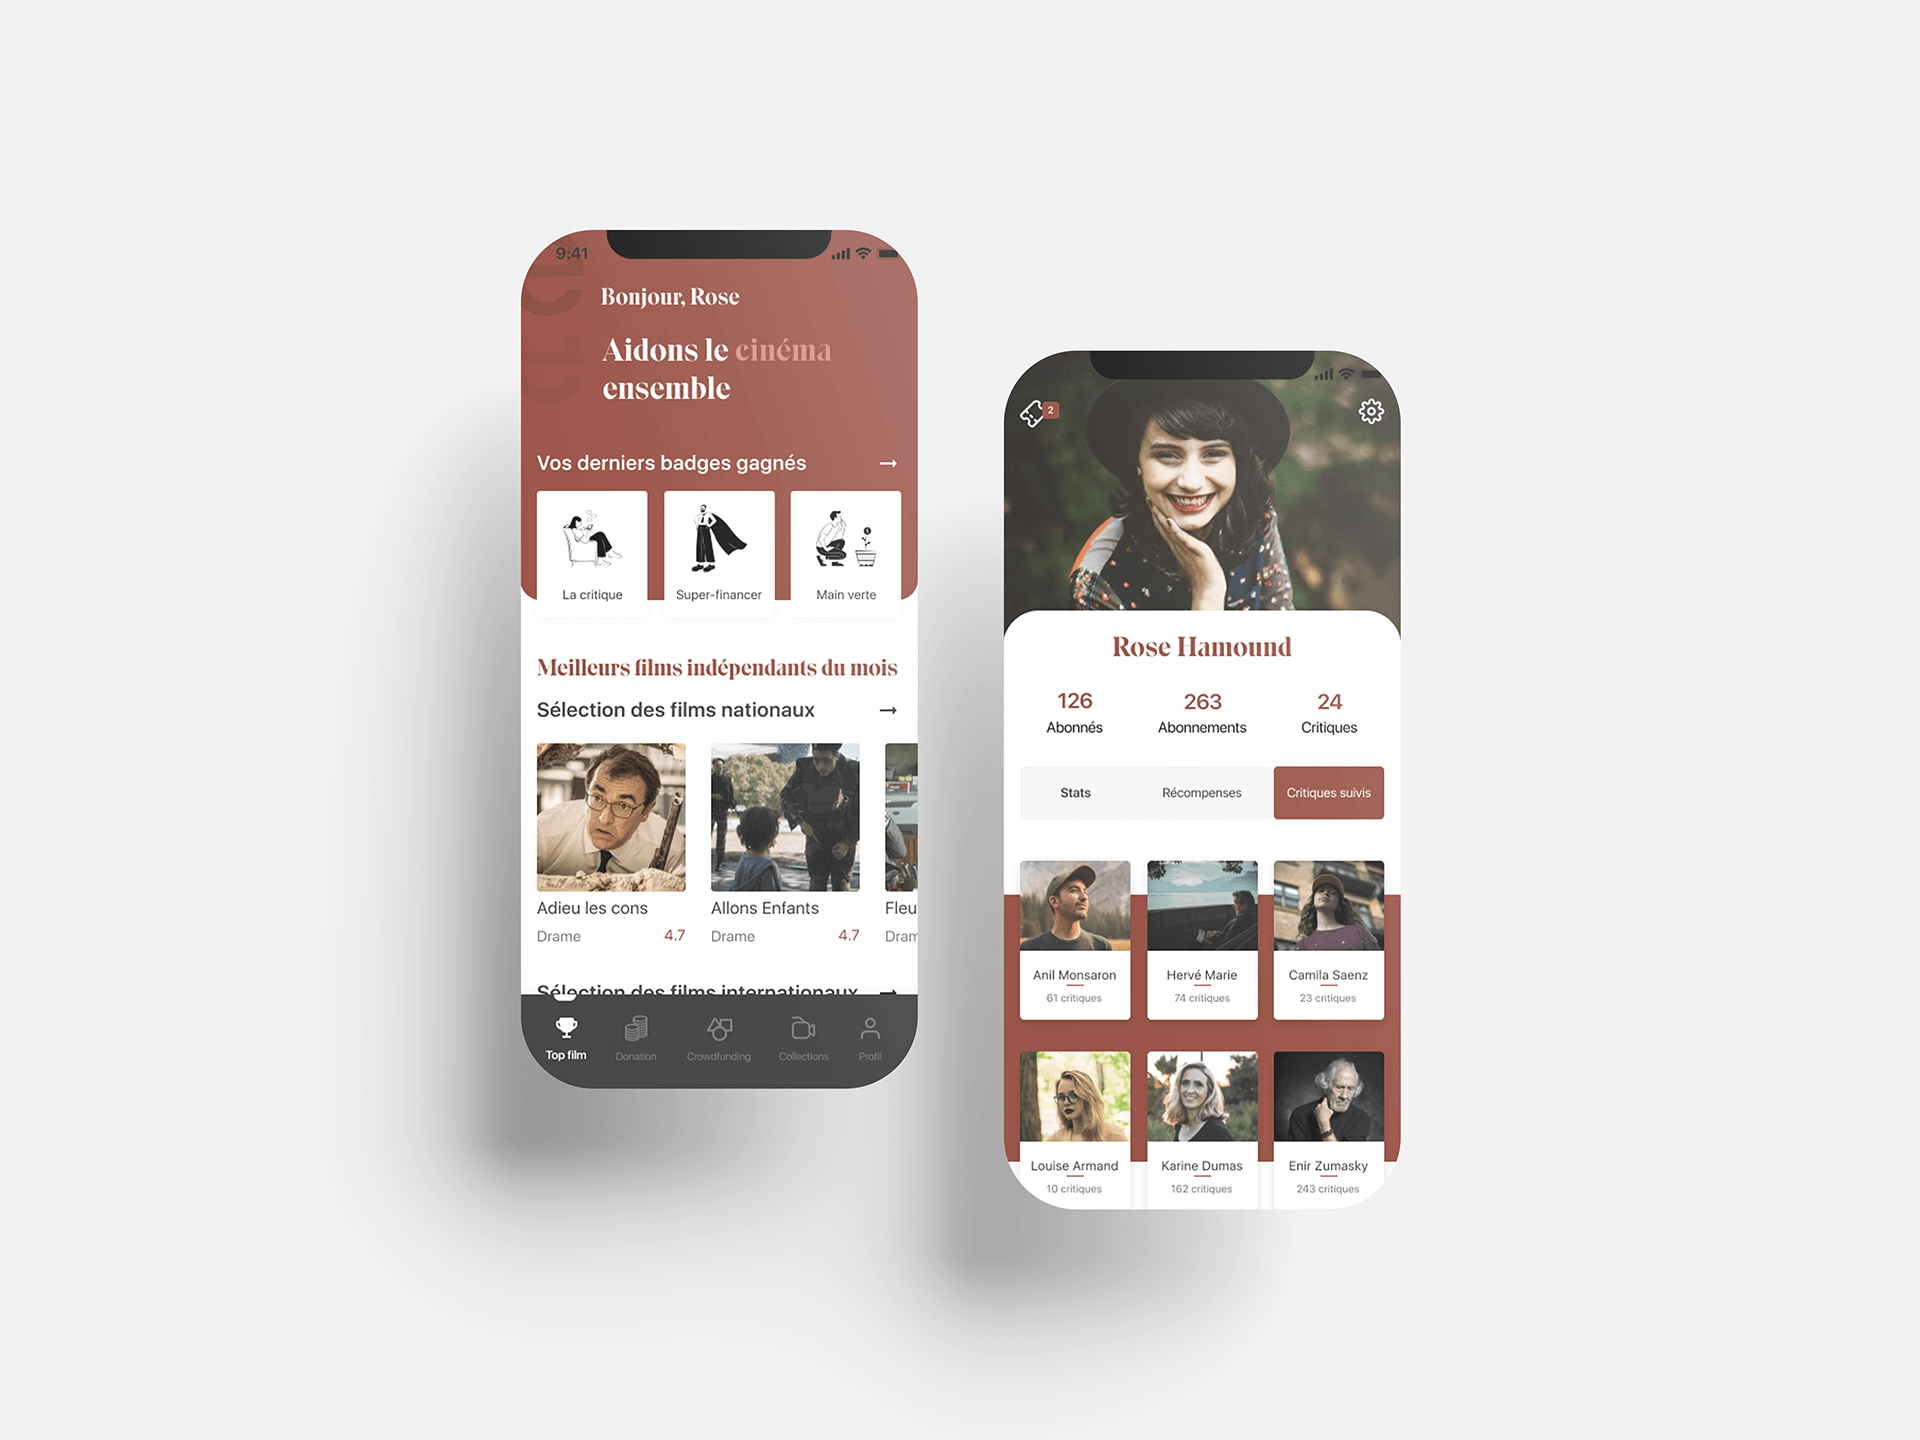 9:41
Bonjour, Rose
Aidons le cinéma
ensemble
Vos derniers badges gagnés
La critique
Super-financer
Main verte
Meilleurs films indépendants du mois
Sélection des films nationaux
Adieu les cons
Allons Enfants
Fleu
Drame
4.7
Drame
4.7
Dram
Sélection des films internationaux
Top film
Donation
Crowdfunding
Collections
Profil
2
Rose Hamound
126
263
24
Abonnés
Abonnements
Critiques
Stats
Récompenses
Critiques suivis
Anil Monsaron
Hervé Marie
Camila Saenz
61 critiques
74 critiques
23 critiques
Louise Armand
Karine Dumas
Enir Zumasky
10 critiques
162 critiques
243 critiques